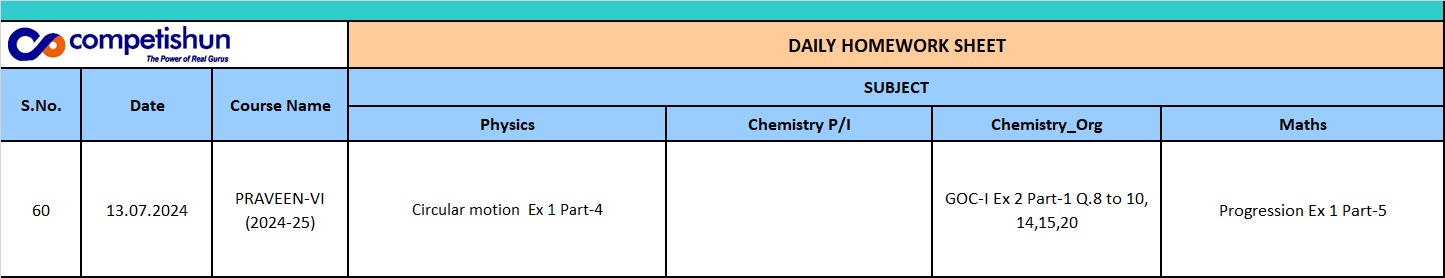 competishun
The Power of Real Gurus
DAILY HOMEWORK SHEET
S.No.
Date
Course Name
SUBJECT
Physics
Chemistry P/I
Chemistry_Org
Maths
60
13.07.2024
PRAVEEN-VI
(2024-25)
Circular motion  Ex 1 Part-4
GOC-I Ex 2 Part-1 Q.8 to 10,
14,15,20
Progression Ex 1 Part-5